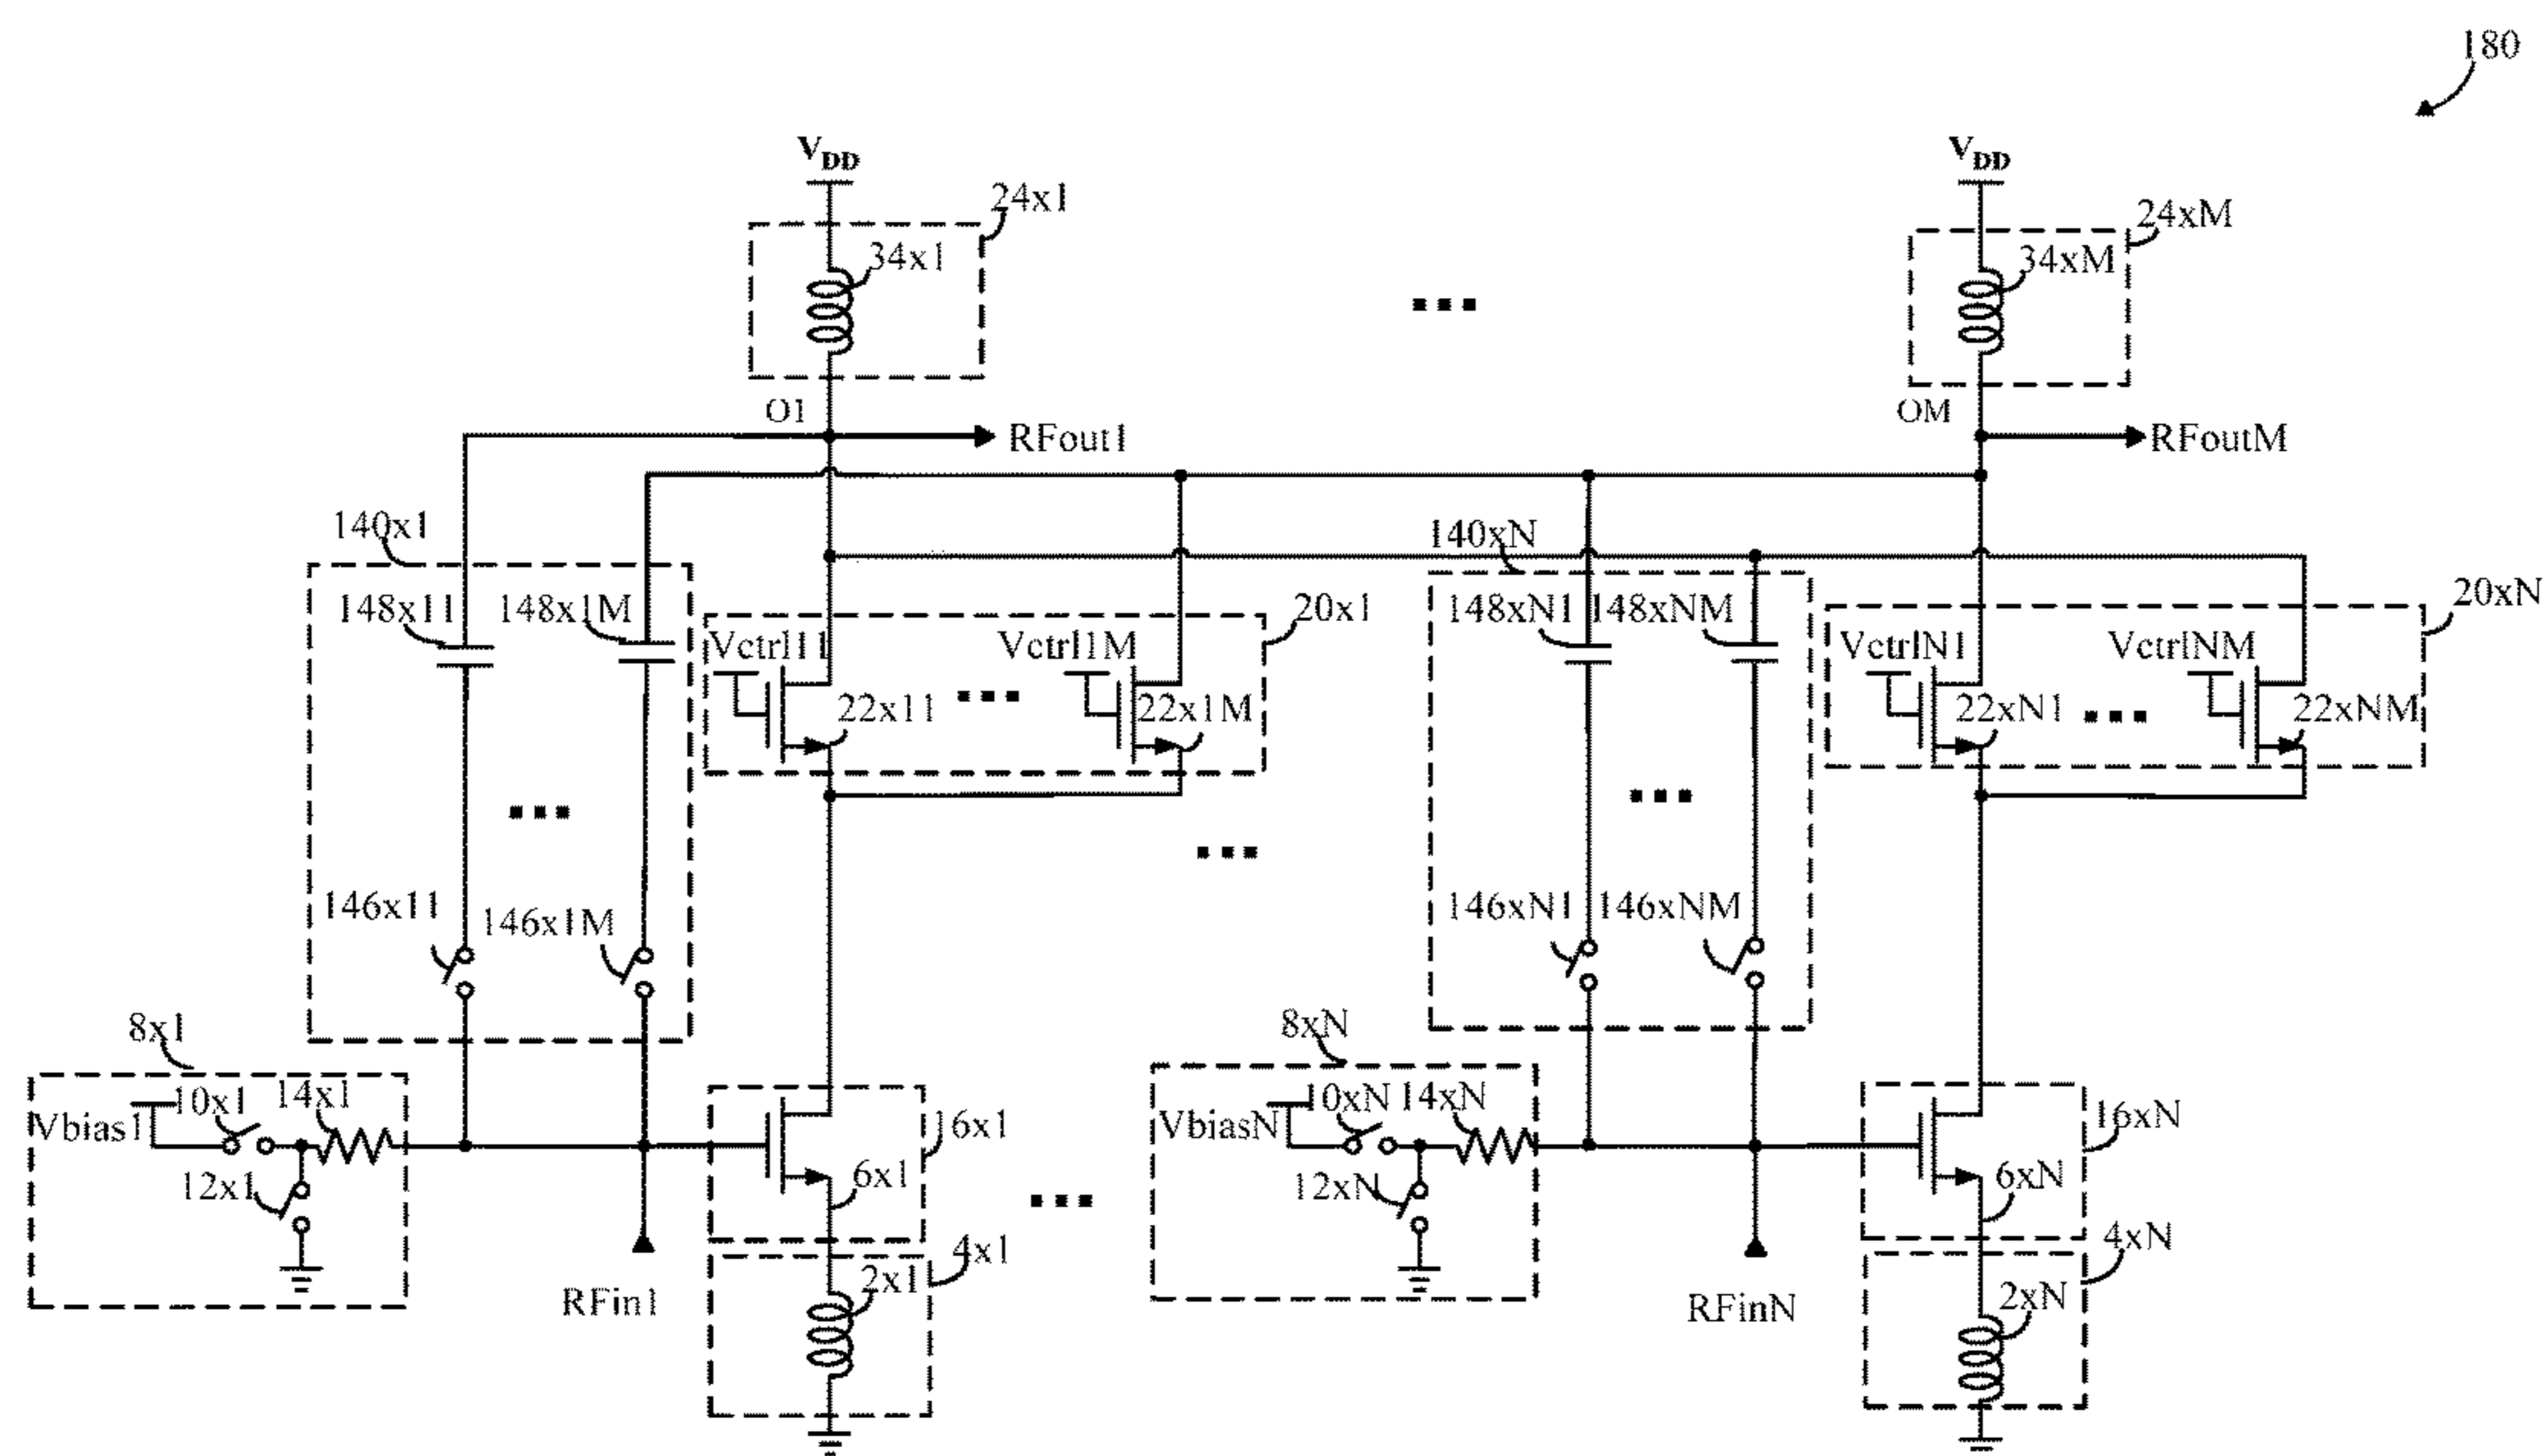 180
VDD VDD
24x1 24xM
34x1 34xM
O1 OM
RFout1 RFoutM
140x1 140xN
148x11 148x1M 20x1 148xN1 148xNM 20xN
Vctrl11 Vctrl1M VctrlN1 VctrlNM
22x11 22x1M 22xN1 22xNM
146x11 146x1M 146xN1 146xNM
8x1 8xN
Vbias1 10x1 14x1 16x1 VbiasN 10xN 14xN 16xN
12x1 6x1 12xN 6xN
4x1 4xN
RFin1 2x1 RFinN 2xN